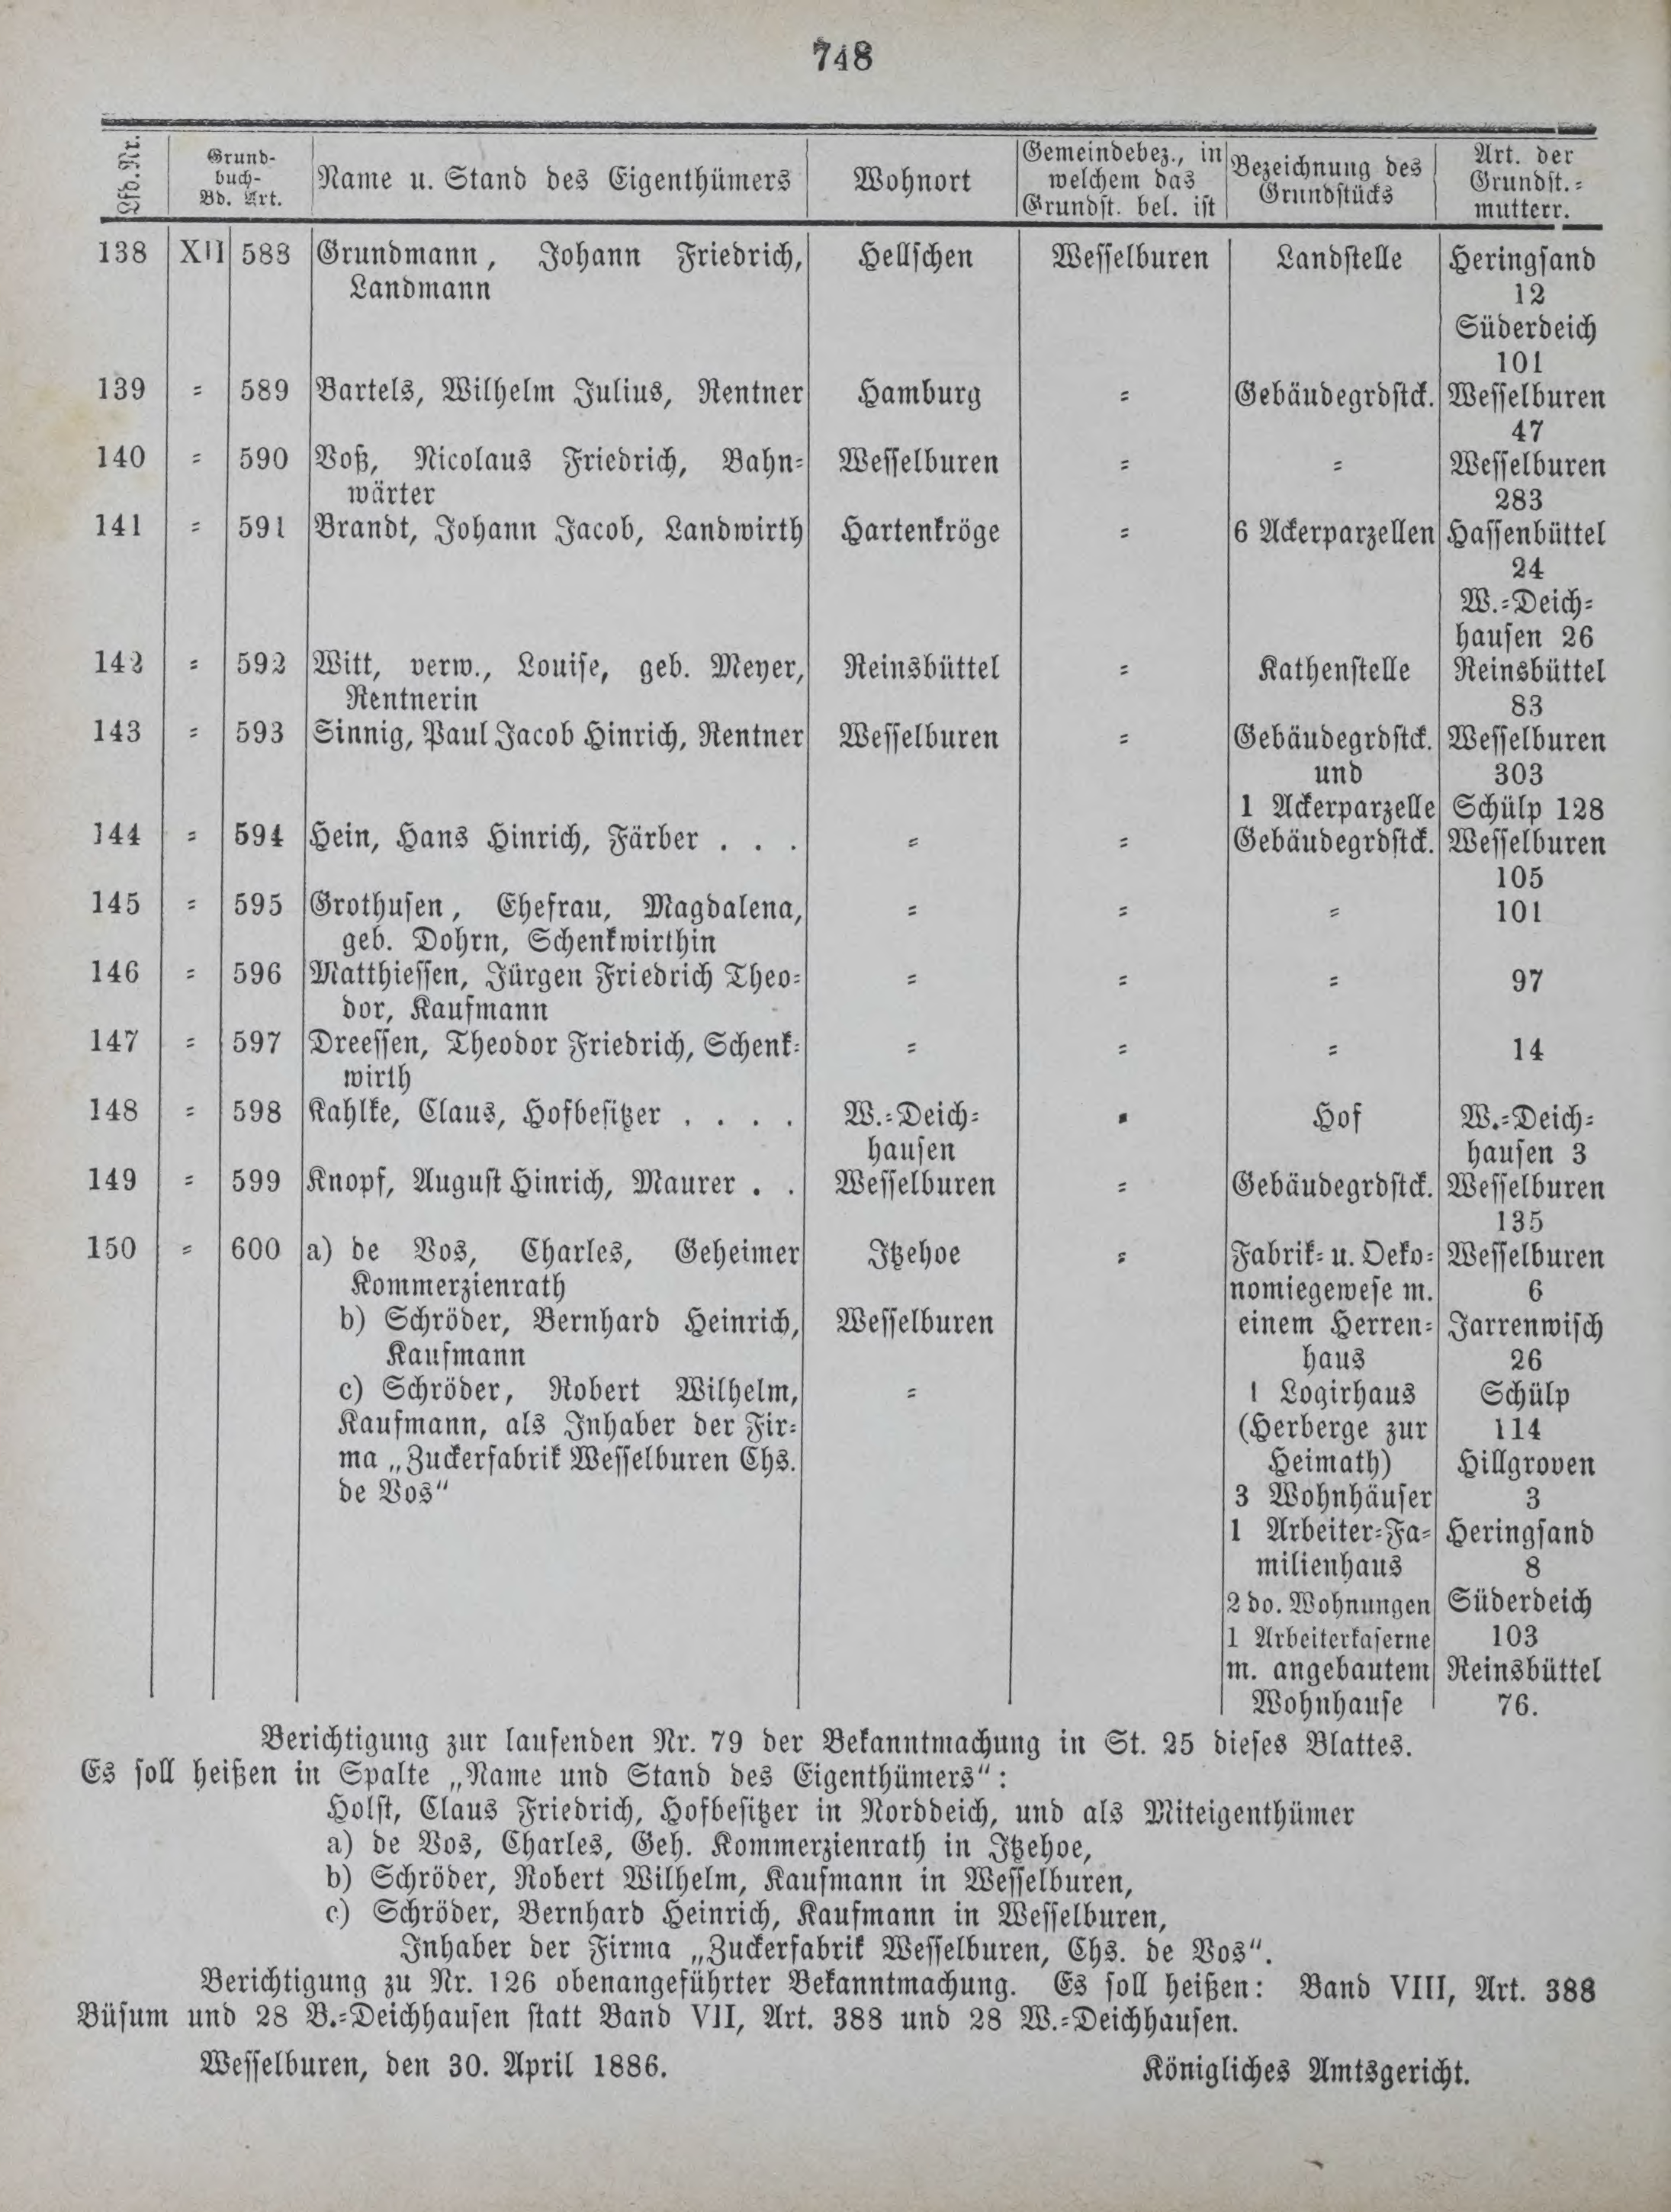 748
Lfd. Nr.
Grund-
buch-
Bd. Art.
Name u. Stand des Eigenthümers
Wohnort
Gemeindebez., in
welchem das
Grundst. bel. ist
Bezeichnung des
Grundstücks
Art. der
Grundst.-
mutterr.
138 XII 588 Grundmann, Johann Friedrich, Hellschen Wesselburen Landstelle Heringsand
Landmann 12
Süderdeich
101
139 = 589 Bartels, Wilhelm Julius, Rentner Hamburg = Gebäudegrdstck. Wesselburen
47
140 = 590 Voß, Nicolaus Friedrich, Bahn- Wesselburen = = Wesselburen
wärter 283
141 = 591 Brandt, Johann Jacob, Landwirth Hartenkröge = 6 Ackerparzellen Hassenbüttel
24
W.-Deich-
hausen 26
142 = 592 Witt, verw., Louise, geb. Meyer, Reinsbüttel = Kathenstelle Reinsbüttel
Rentnerin 83
143 = 593 Sinnig, Paul Jacob Hinrich, Rentner Wesselburen = Gebäudegrdstck. Wesselburen
und 303
1 Ackerparzelle Schülp 128
144 = 594 Hein, Hans Hinrich, Färber . . . = = Gebäudegrdstck. Wesselburen
105
145 = 595 Grothusen, Ehefrau, Magdalena, = = = 101
geb. Dohrn, Schenkwirthin
146 = 596 Matthiessen, Jürgen Friedrich Theo- = = = 97
dor, Kaufmann
147 = 597 Dreessen, Theodor Friedrich, Schenk- = = = 14
wirth
148 = 598 Kahlke, Claus, Hofbesitzer . . . . W.-Deich- = Hof W.-Deich-
hausen hausen 3
149 = 599 Knopf, August Hinrich, Maurer . . Wesselburen = Gebäudegrdstck. Wesselburen
135
150 = 600 a) de Vos, Charles, Geheimer Itzehoe = Fabrik- u. Oeko- Wesselburen
Kommerzienrath nomiegewese m. 6
b) Schröder, Bernhard Heinrich, Wesselburen einem Herren- Jarrenwisch
Kaufmann haus 26
c) Schröder, Robert Wilhelm, = 1 Logirhaus Schülp
Kaufmann, als Inhaber der Fir- (Herberge zur 114
ma „Zuckerfabrik Wesselburen Chs. Heimath) Hillgroven
de Vos“ 3 Wohnhäuser 3
1 Arbeiter-Fa- Heringsand
milienhaus 8
2 do. Wohnungen Süderdeich
1 Arbeiterkaserne 103
m. angebautem Reinsbüttel
Wohnhause 76.
Berichtigung zur laufenden Nr. 79 der Bekanntmachung in St. 25 dieses Blattes.
Es soll heißen in Spalte „Name und Stand des Eigenthümers“:
Holst, Claus Friedrich, Hofbesitzer in Norddeich, und als Miteigenthümer
a) de Vos, Charles, Geh. Kommerzienrath in Itzehoe,
b) Schröder, Robert Wilhelm, Kaufmann in Wesselburen,
c) Schröder, Bernhard Heinrich, Kaufmann in Wesselburen,
Inhaber der Firma „Zuckerfabrik Wesselburen, Chs. de Vos“.
Berichtigung zu Nr. 126 obenangeführter Bekanntmachung. Es soll heißen: Band VIII, Art. 388
Büsum und 28 B.-Deichhausen statt Band VII, Art. 388 und 28 W.-Deichhausen.
Wesselburen, den 30. April 1886. Königliches Amtsgericht.